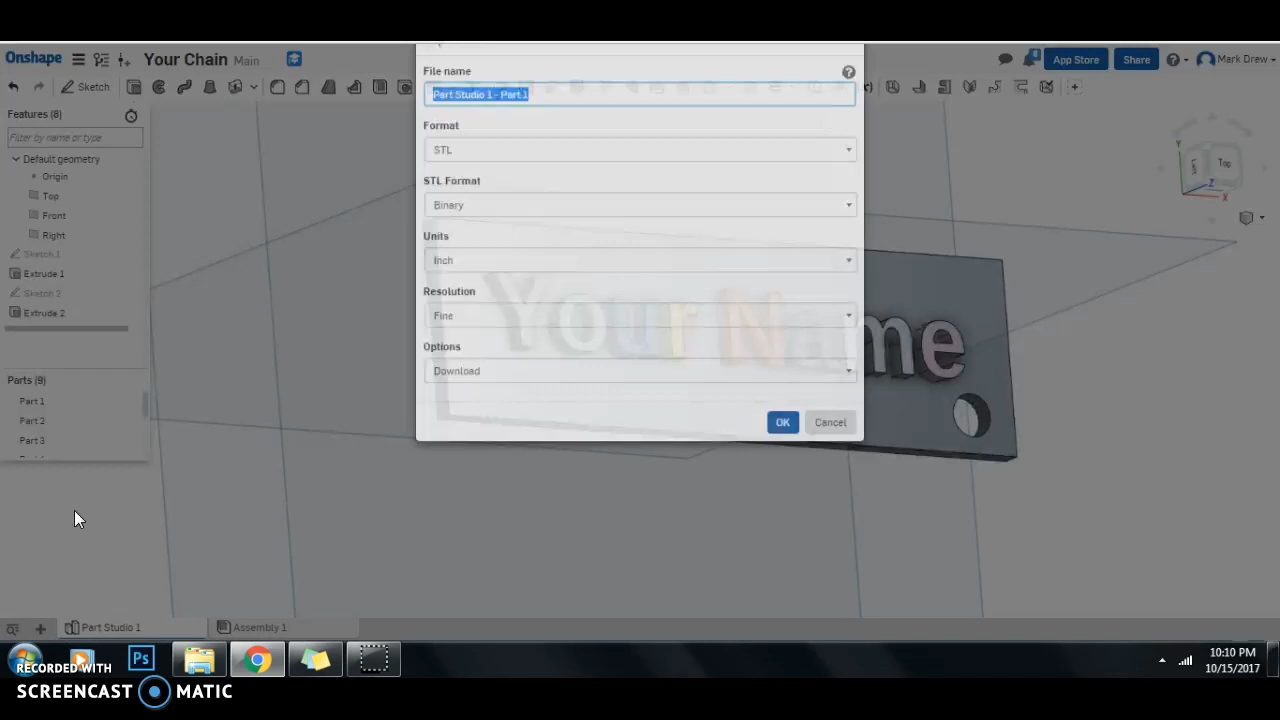 Onshape Your Chain Main App Store Share Mark Drew
Sketch
Features (8)
Filter by name or type
Default geometry
Origin
Top
Front
Right
Sketch 1
Extrude 1
Sketch 2
Extrude 2
Parts (9)
Part 1
Part 2
Part 3
File name
Part Studio 1 - Part 1
Format
STL
STL Format
Binary
Units
Inch
Resolution
Fine
Options
Download
OK Cancel
Your Name
Y
Top
Z
X
Part Studio 1 Assembly 1
Ps
10:10 PM
10/15/2017
RECORDED WITH
SCREENCAST MATIC